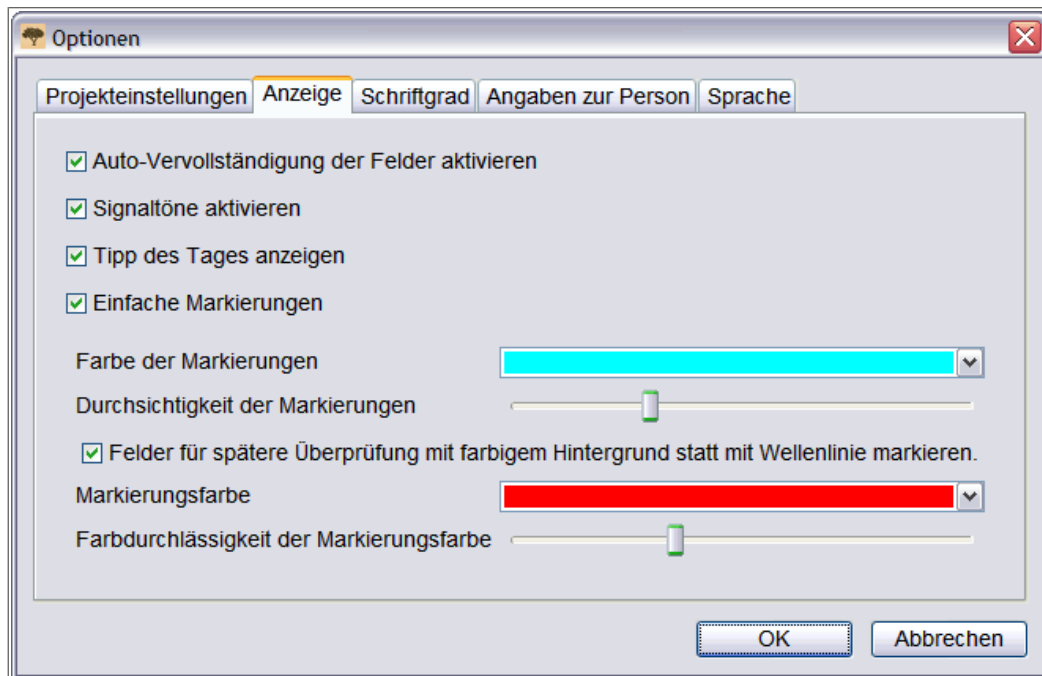 Optionen
Projekteinstellungen Anzeige Schriftgrad Angaben zur Person Sprache
Auto-Vervollständigung der Felder aktivieren
Signaltöne aktivieren
Tipp des Tages anzeigen
Einfache Markierungen
Farbe der Markierungen
Durchsichtigkeit der Markierungen
Felder für spätere Überprüfung mit farbigem Hintergrund statt mit Wellenlinie markieren.
Markierungsfarbe
Farbdurchlässigkeit der Markierungsfarbe
OK Abbrechen